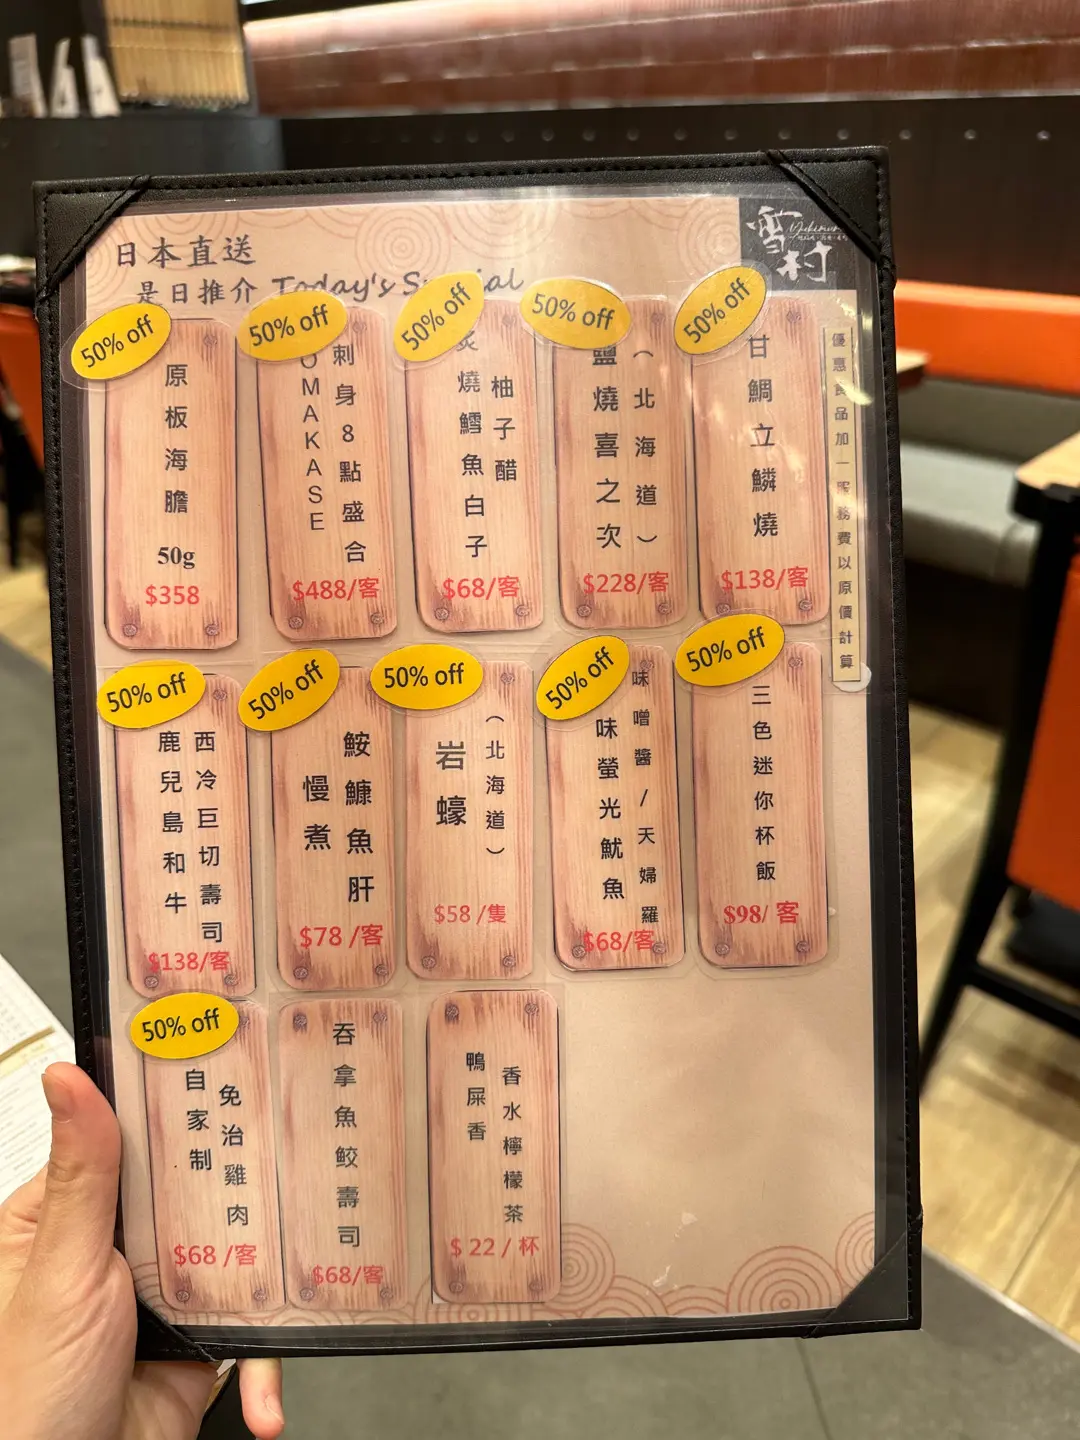 日本直送
是日推介 Today's Special
雪村
50% off
原板海膽
50g
$358
50% off
刺身8點盛合
OMAKASE
$488/客
50% off
柚子醋
炙燒鱈魚白子
$68/客
50% off
（北海道）
鹽燒喜之次
$228/客
50% off
甘鯛立鱗燒
$138/客
優惠食品加一服務費以原價計算
50% off
西冷巨切壽司
鹿兒島和牛
$138/客
50% off
鮟鱇魚肝
慢煮
$78 /客
50% off
（北海道）
岩蠔
$58 /隻
50% off
味噌醬/天婦羅
味螢光魷魚
$68/客
50% off
三色迷你杯飯
$98/ 客
50% off
免治雞肉
自家制
$68 /客
吞拿魚鮫壽司
$68/客
香水檸檬茶
鴨屎香
$ 22 / 杯